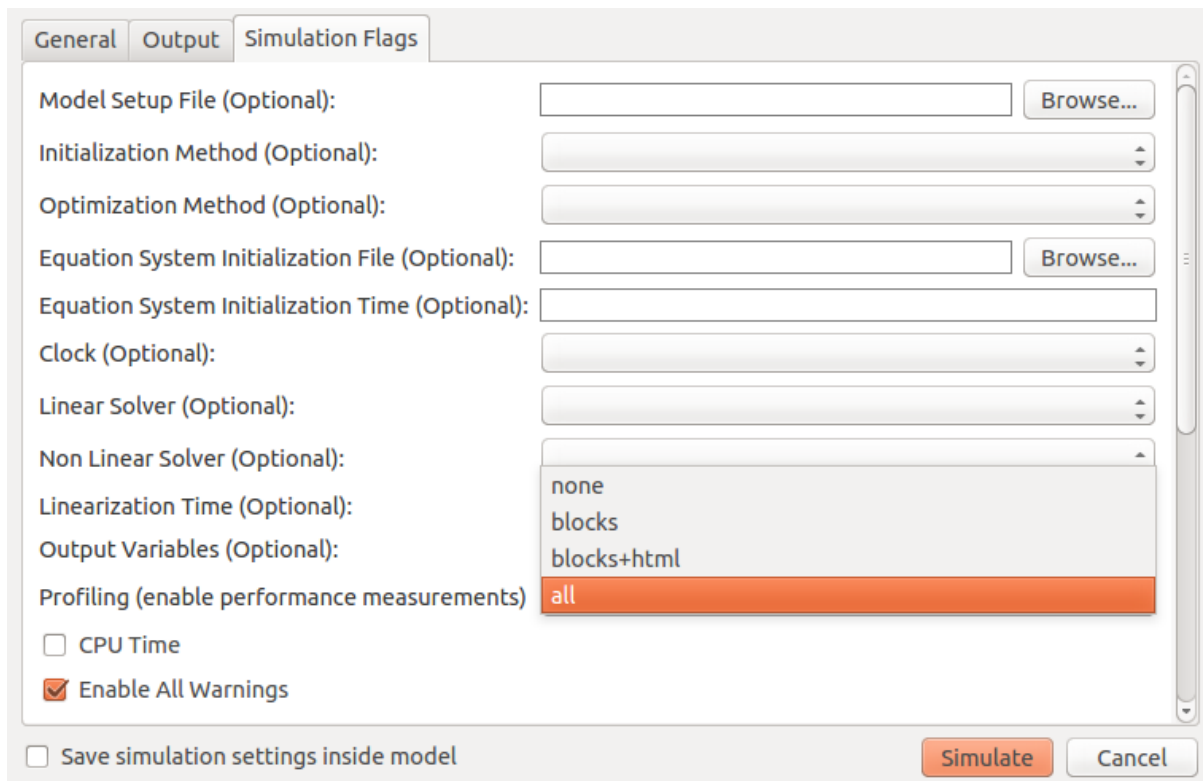 General Output Simulation Flags
Model Setup File (Optional): Browse...
Initialization Method (Optional):
Optimization Method (Optional):
Equation System Initialization File (Optional): Browse...
Equation System Initialization Time (Optional):
Clock (Optional):
Linear Solver (Optional):
Non Linear Solver (Optional):
none
Linearization Time (Optional):
blocks
Output Variables (Optional):
blocks+html
Profiling (enable performance measurements) all
CPU Time
Enable All Warnings
Save simulation settings inside model Simulate Cancel